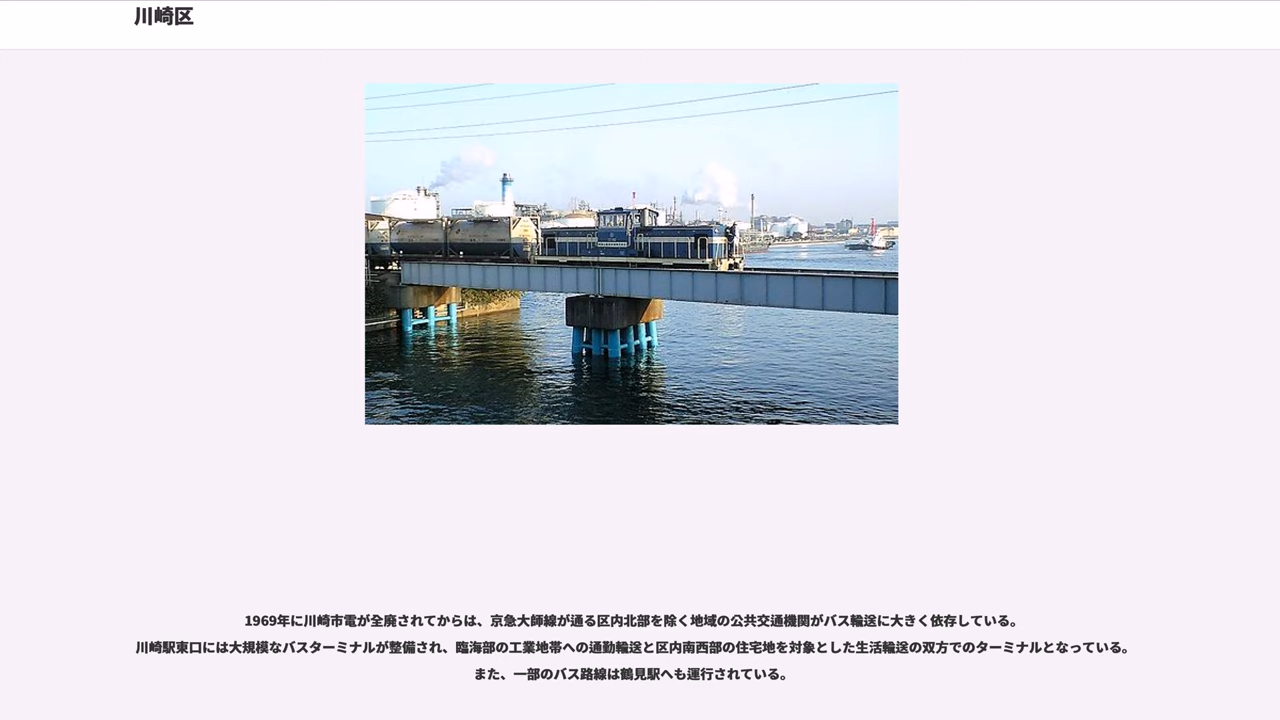 川崎区
1969年に川崎市電が全廃されてからは、京急大師線が通る区内北部を除く地域の公共交通機関がバス輸送に大きく依存している。
川崎駅東口には大規模なバスターミナルが整備され、臨海部の工業地帯への通勤輸送と区内南西部の住宅地を対象とした生活輸送の双方でのターミナルとなっている。
また、一部のバス路線は鶴見駅へも運行されている。